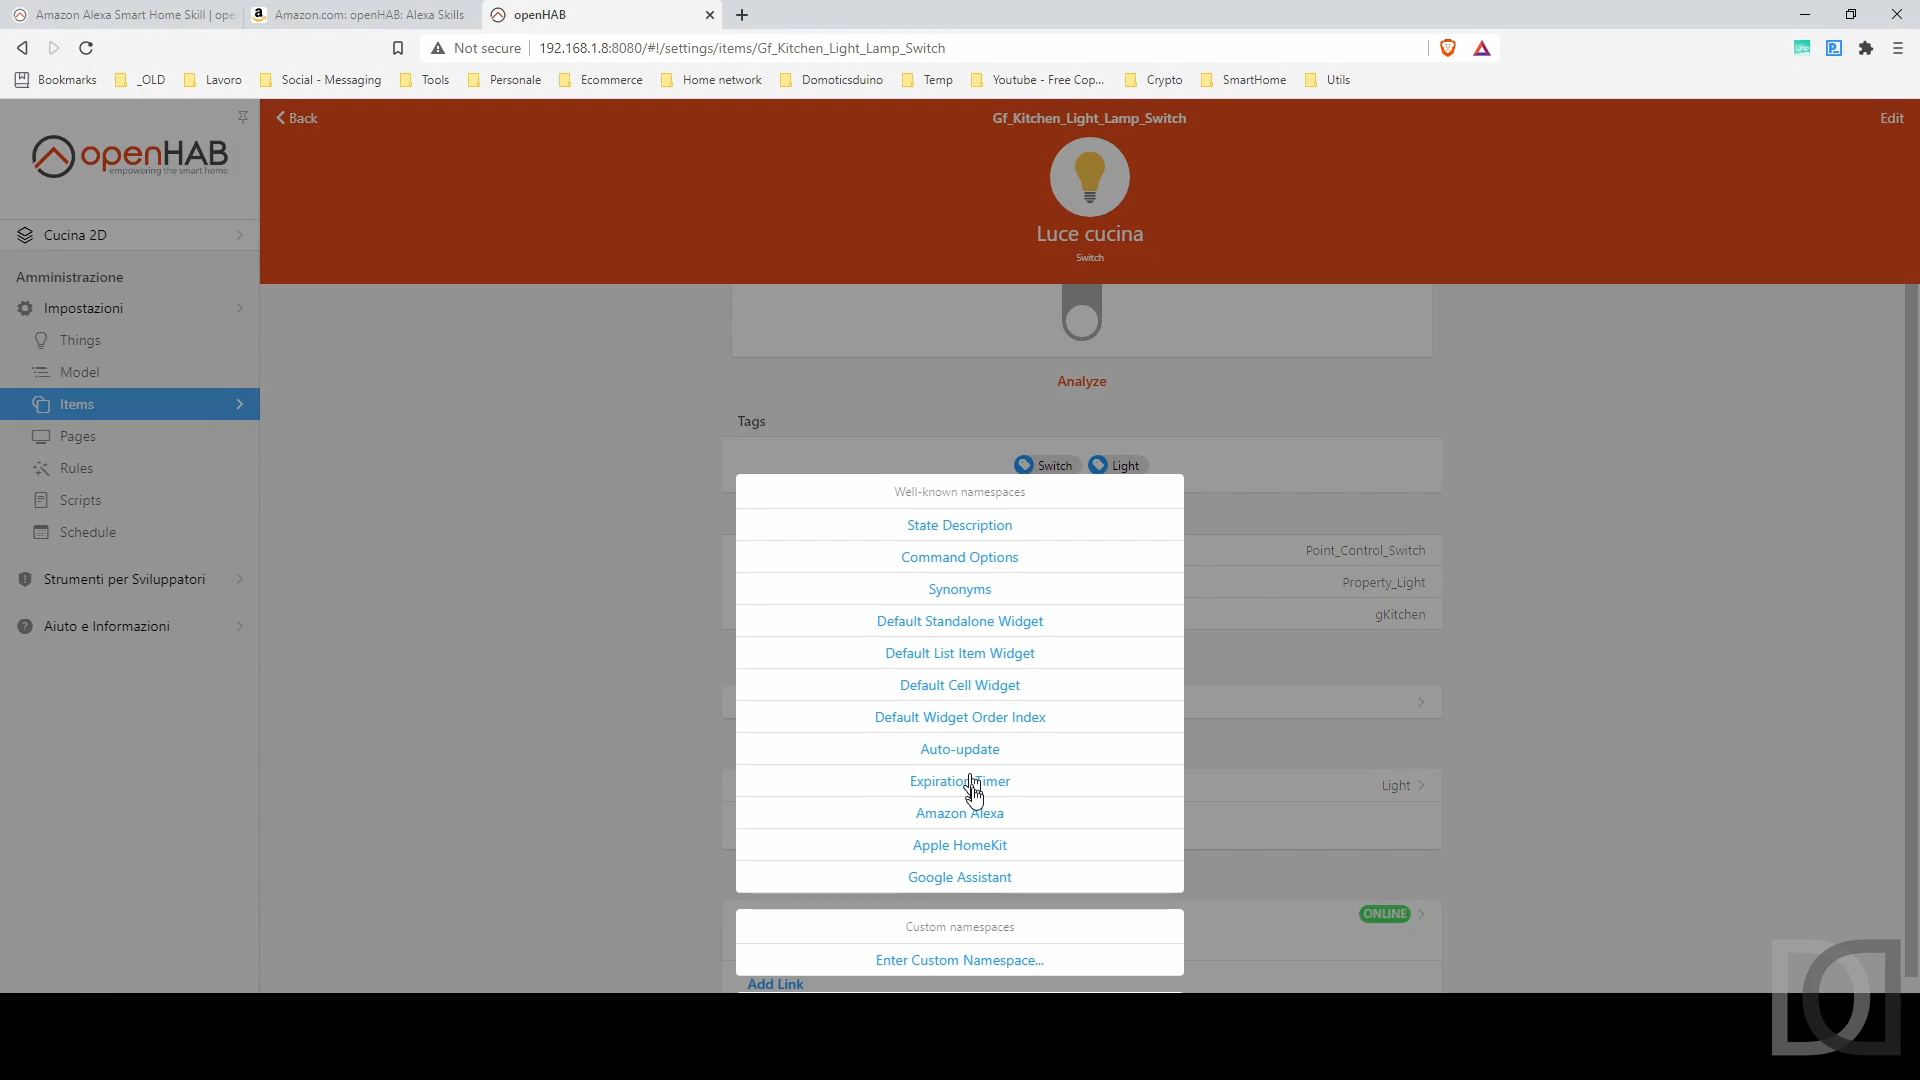 Amazon Alexa Smart Home Skill | ope
Amazon.com: openHAB: Alexa Skills
openHAB
Not secure
192.168.1.8:8080/#!/settings/items/Gf_Kitchen_Light_Lamp_Switch
Bookmarks
_OLD
Lavoro
Social - Messaging
Tools
Personale
Ecommerce
Home network
Domoticsduino
Temp
Youtube - Free Cop...
Crypto
SmartHome
Utils
openHAB
empowering the smart home
Cucina 2D
Amministrazione
Impostazioni
Things
Model
Items
Pages
Rules
Scripts
Schedule
Strumenti per Sviluppatori
Aiuto e Informazioni
Back
Gf_Kitchen_Light_Lamp_Switch
Edit
Luce cucina
Switch
Analyze
Tags
Switch
Light
Point_Control_Switch
Property_Light
gKitchen
Light
ONLINE
Add Link
Well-known namespaces
State Description
Command Options
Synonyms
Default Standalone Widget
Default List Item Widget
Default Cell Widget
Default Widget Order Index
Auto-update
Expiration Timer
Amazon Alexa
Apple HomeKit
Google Assistant
Custom namespaces
Enter Custom Namespace...